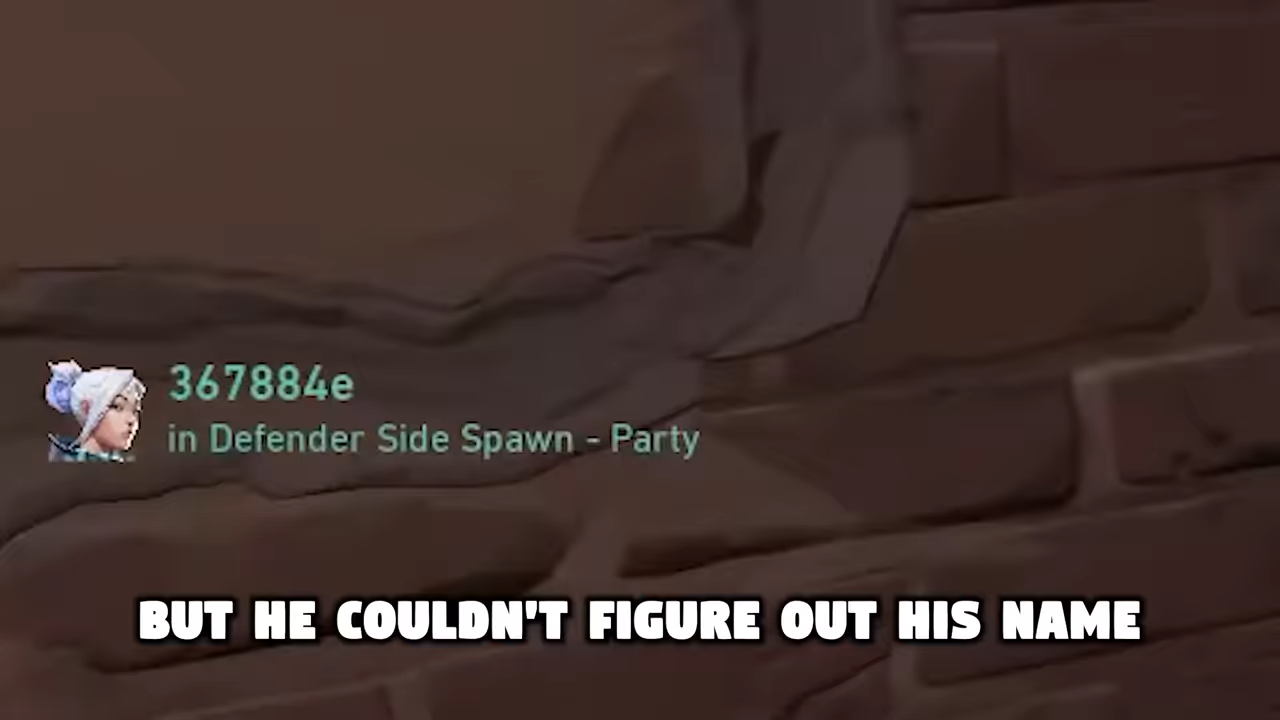 367884e
in Defender Side Spawn - Party
BUT HE COULDN'T FIGURE OUT HIS NAME